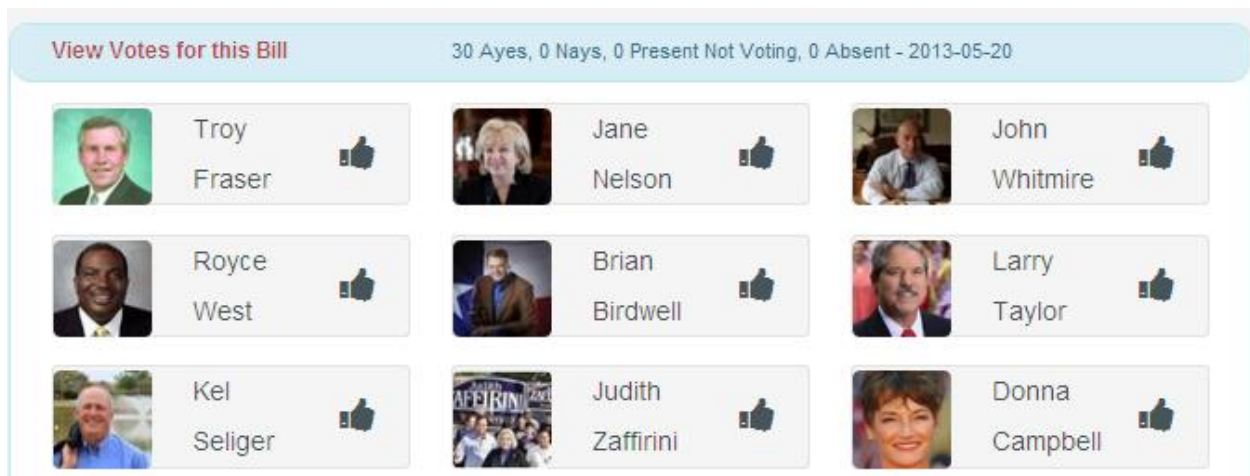 View Votes for this Bill
30 Ayes, 0 Nays, 0 Present Not Voting, 0 Absent - 2013-05-20
Troy
Fraser
Jane
Nelson
John
Whitmire
Royce
West
Brian
Birdwell
Larry
Taylor
Kel
Seliger
Judith
Zaffirini
Donna
Campbell
Judith